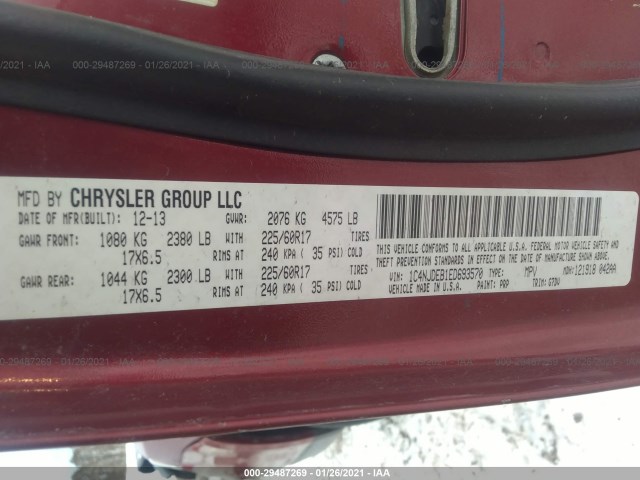 000-29487269 - 01/26/2021 - IAA
MFD BY CHRYSLER GROUP LLC
DATE OF MFR(BUILT): 12-13 GVWR: 2076 KG 4575 LB
GAWR FRONT: 1080 KG 2380 LB WITH 225/60R17 TIRES
17X6.5 RIMS AT 240 KPA ( 35 PSI) COLD
GAWR REAR: 1044 KG 2300 LB WITH 225/60R17 TIRES
17X6.5 RIMS AT 240 KPA ( 35 PSI) COLD
THIS VEHICLE CONFORMS TO ALL APPLICABLE U.S.A. FEDERAL MOTOR VEHICLE SAFETY AND
THEFT PREVENTION STANDARDS IN EFFECT ON THE DATE OF MANUFACTURE SHOWN ABOVE.
VIN: 1C4NJDEB1ED693570 TYPE: MPV MDH: 121918 042AA
VEHICLE MADE IN U.S.A. PAINT: PRP TRIM:
000-29487269 - 01/26/2021 - IAA